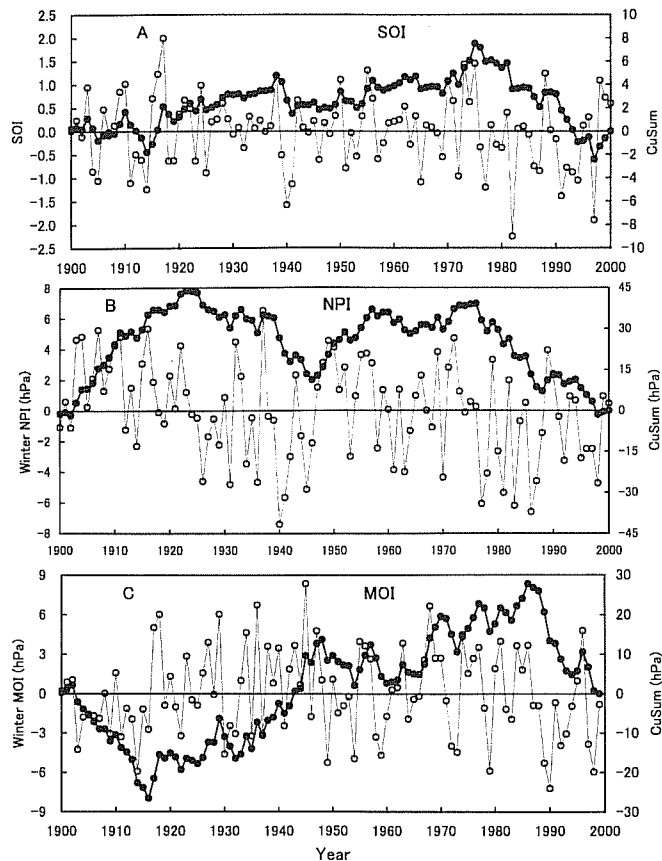 A SOI
2.5 2.0 1.5 1.0 0.5 0.0 -0.5 -1.0 -1.5 -2.0 -2.5
SOI
10 8 6 4 2 0 -2 -4 -6 -8 -10
CuSum
1900 1910 1920 1930 1940 1950 1960 1970 1980 1990 2000
B NPI
8 6 4 2 0 -2 -4 -6 -8
Winter NPI (hPa)
45 30 15 0 -15 -30 -45
CuSum (hPa)
1900 1910 1920 1930 1940 1950 1960 1970 1980 1990 2000
C MOI
9 6 3 0 -3 -6 -9
Winter MOI (hPa)
30 20 10 0 -10 -20 -30
CuSum (hPa)
1900 1910 1920 1930 1940 1950 1960 1970 1980 1990 2000
Year